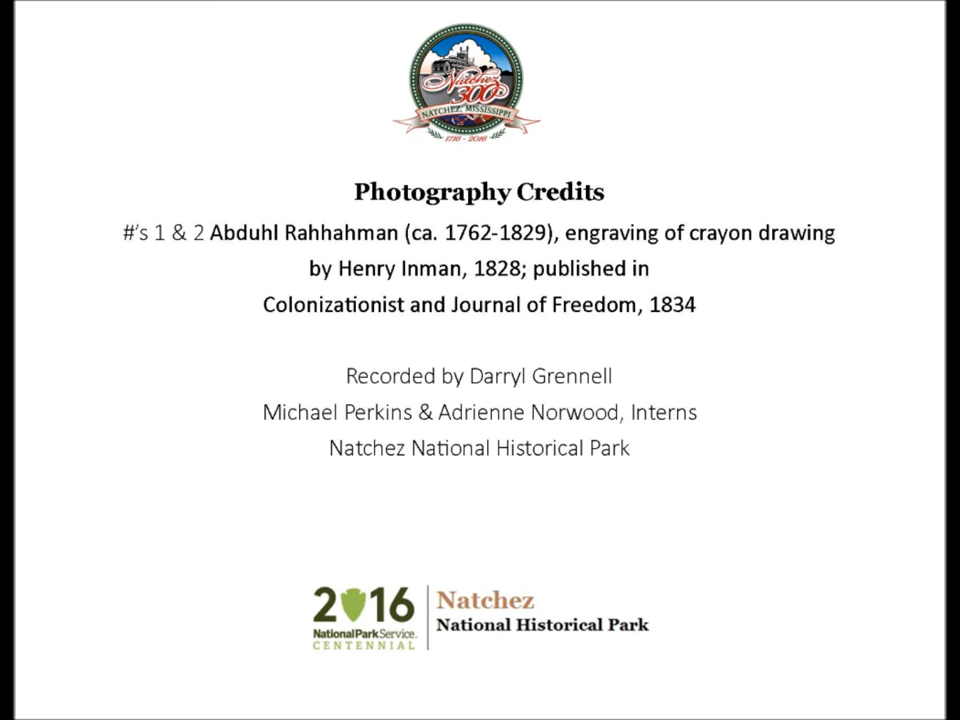 Natchez
300
NATCHEZ, MISSISSIPPI
1716 - 2016
Photography Credits
#’s 1 & 2 Abduhl Rahhahman (ca. 1762-1829), engraving of crayon drawing
by Henry Inman, 1828; published in
Colonizationist and Journal of Freedom, 1834
Recorded by Darryl Grennell
Michael Perkins & Adrienne Norwood, Interns
Natchez National Historical Park
2016
National Park Service
CENTENNIAL
Natchez
National Historical Park